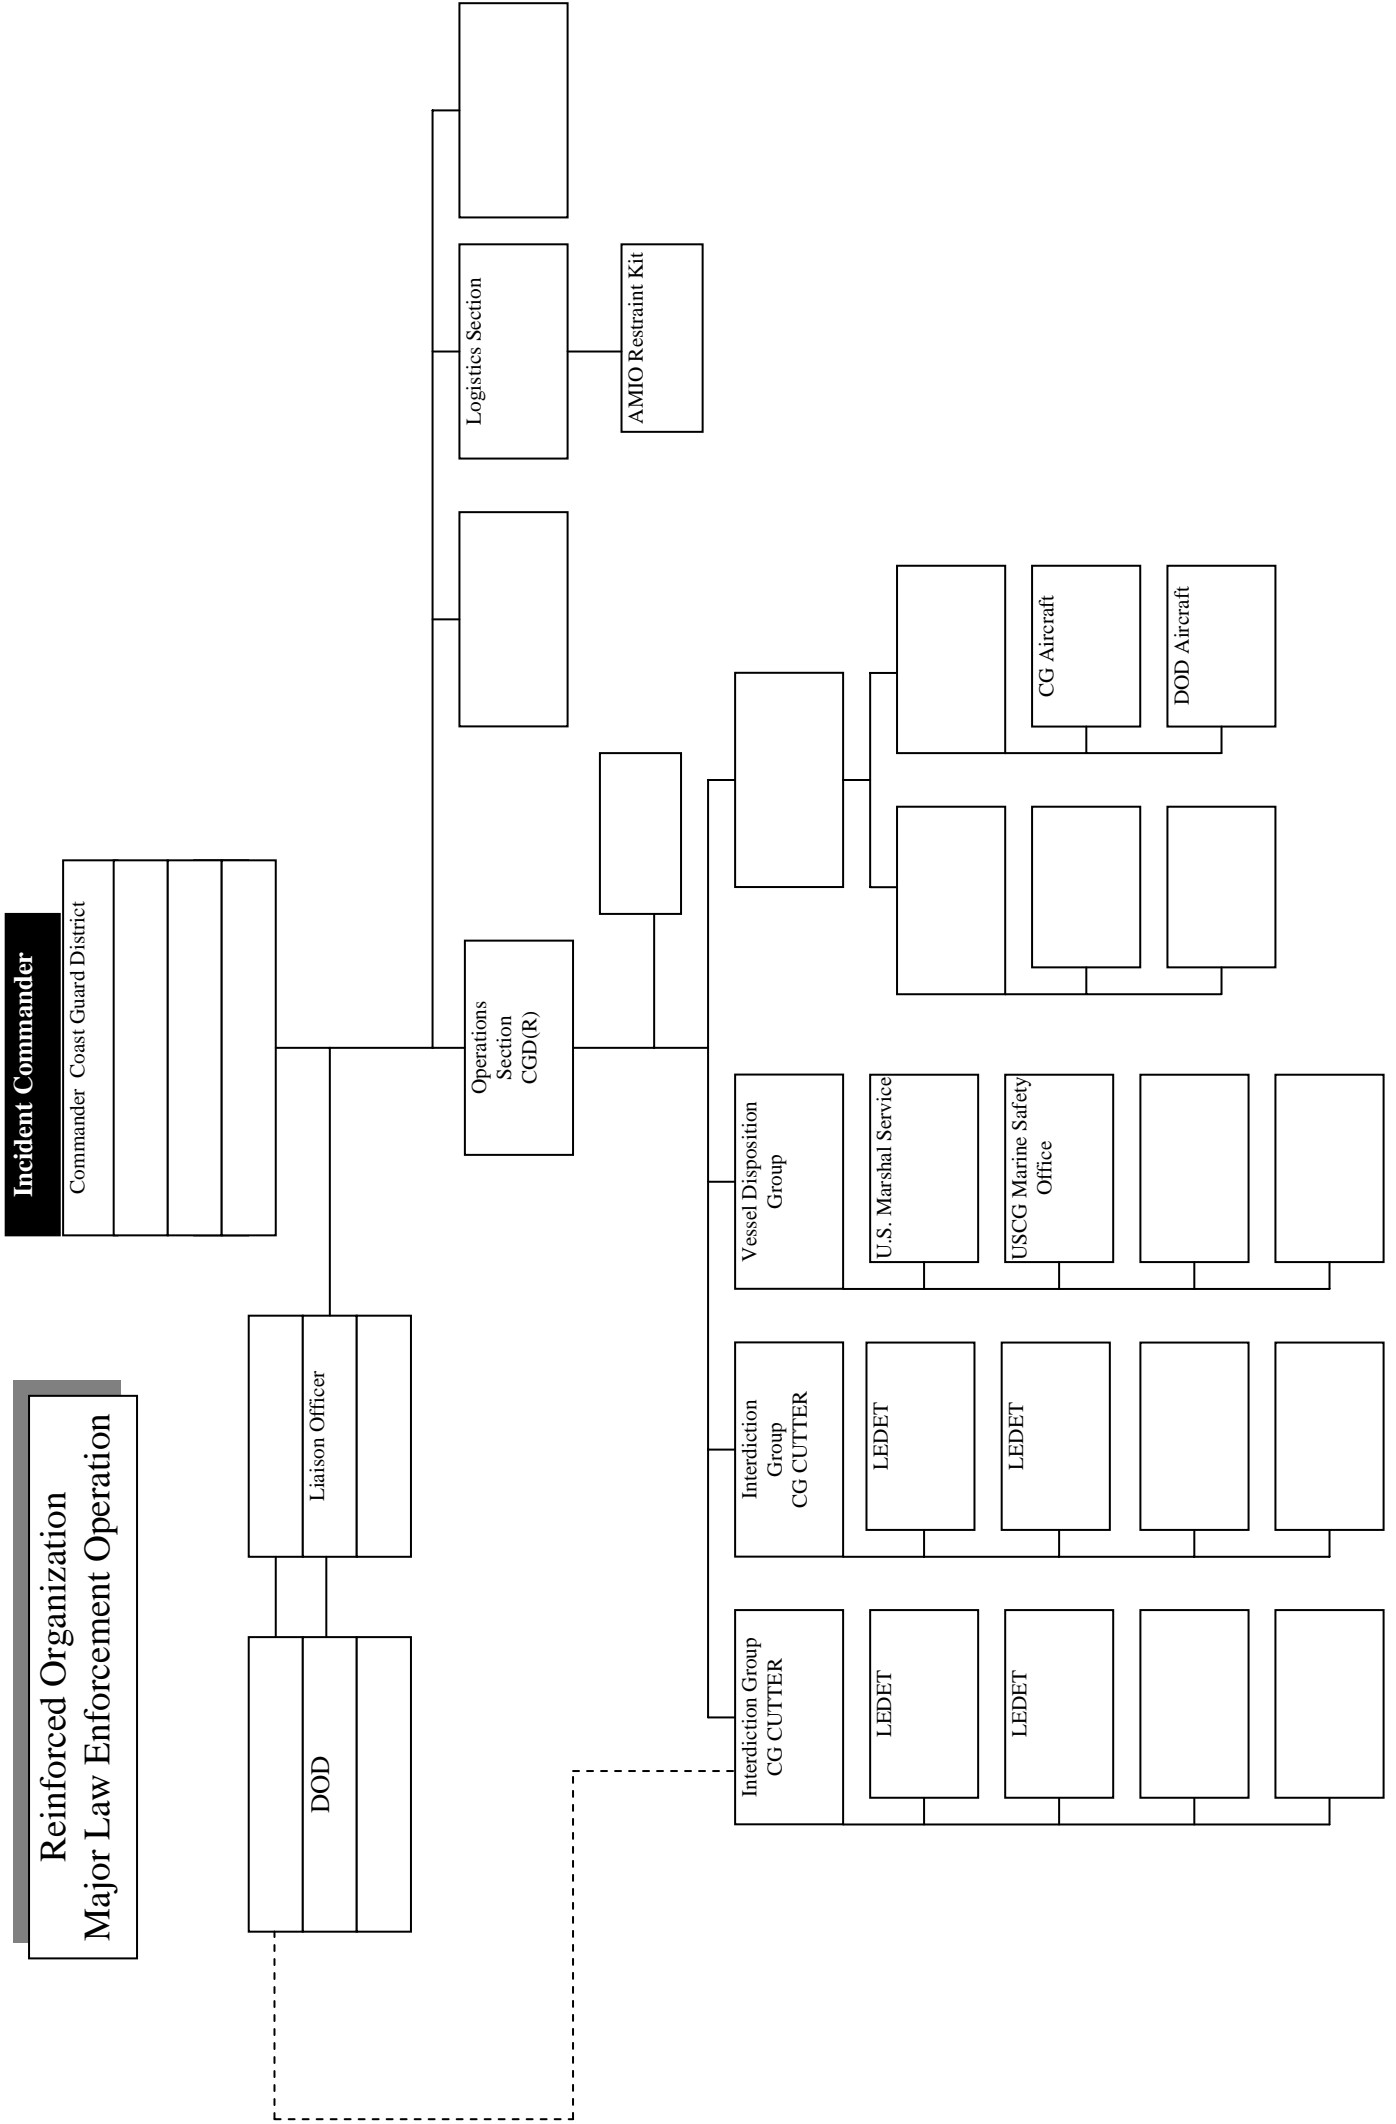 Reinforced Organization
Major Law Enforcement Operation
Incident Commander
Commander  Coast Guard District
DOD
Liaison Officer
Operations
Section
CGD(R)
Logistics Section
AMIO Restraint Kit
Interdiction Group
CG CUTTER
LEDET
LEDET
Interdiction
Group
CG CUTTER
LEDET
LEDET
Vessel Disposition
Group
U.S. Marshal Service
USCG Marine Safety
Office
CG Aircraft
DOD Aircraft